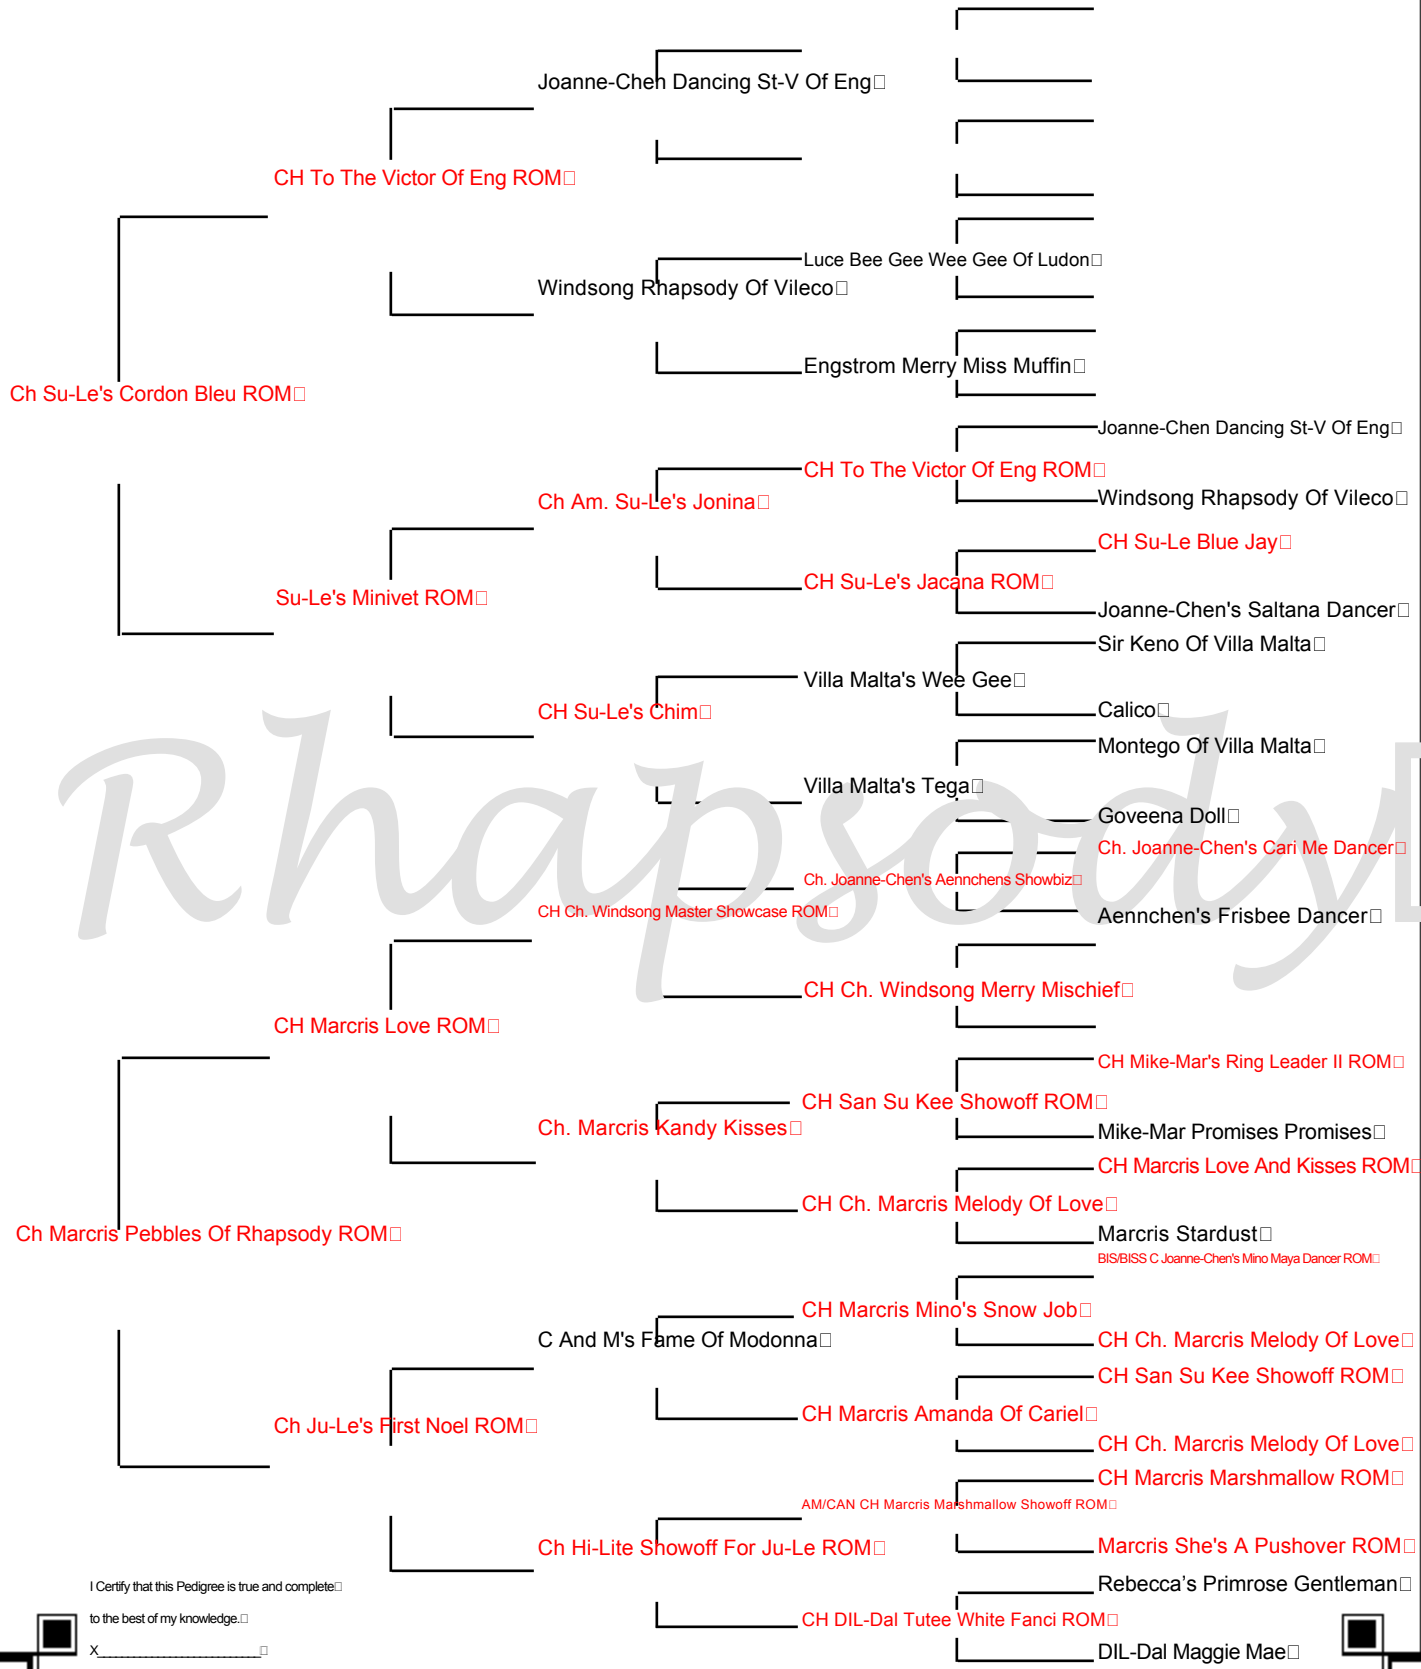 Joanne-Chen Dancing St-V Of Eng
CH To The Victor Of Eng ROM
Luce Bee Gee Wee Gee Of Ludon
Windsong Rhapsody Of Vileco
Engstrom Merry Miss Muffin
Ch Su-Le's Cordon Bleu ROM
Joanne-Chen Dancing St-V Of Eng
CH To The Victor Of Eng ROM
Ch Am. Su-Le's Jonina
Windsong Rhapsody Of Vileco
CH Su-Le Blue Jay
CH Su-Le's Jacana ROM
Su-Le's Minivet ROM
Joanne-Chen's Saltana Dancer
Sir Keno Of Villa Malta
Villa Malta's Wee Gee
CH Su-Le's Chim
Calico
Montego Of Villa Malta
Villa Malta's Tega
Goveena Doll
Rhapsody
Ch. Joanne-Chen's Cari Me Dancer
Ch. Joanne-Chen's Aennchens Showbiz
CH Ch. Windsong Master Showcase ROM
Aennchen's Frisbee Dancer
CH Ch. Windsong Merry Mischief
CH Marcris Love ROM
CH Mike-Mar's Ring Leader II ROM
CH San Su Kee Showoff ROM
Ch. Marcris Kandy Kisses
Mike-Mar Promises Promises
CH Marcris Love And Kisses ROM
CH Ch. Marcris Melody Of Love
Ch Marcris Pebbles Of Rhapsody ROM
Marcris Stardust
BIS/BISS C Joanne-Chen's Mino Maya Dancer ROM
CH Marcris Mino's Snow Job
C And M's Fame Of Modonna
CH Ch. Marcris Melody Of Love
CH San Su Kee Showoff ROM
CH Marcris Amanda Of Cariel
Ch Ju-Le's First Noel ROM
CH Ch. Marcris Melody Of Love
CH Marcris Marshmallow ROM
AM/CAN CH Marcris Marshmallow Showoff ROM
Ch Hi-Lite Showoff For Ju-Le ROM
Marcris She's A Pushover ROM
Rebecca’s Primrose Gentleman
CH DIL-Dal Tutee White Fanci ROM
DIL-Dal Maggie Mae
I Certify that this Pedigree is true and complete
to the best of my knowledge.
X__________________________